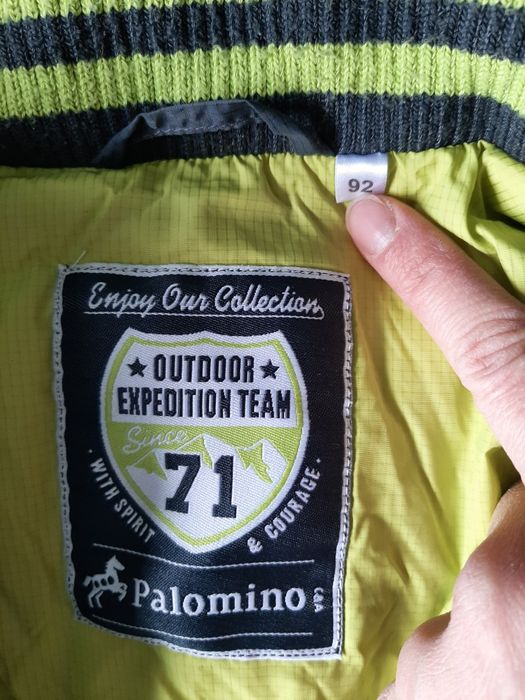 92
Enjoy Our Collection
OUTDOOR
EXPEDITION TEAM
Since
71
· WITH SPIRIT
& COURAGE ·
Palomino C&A